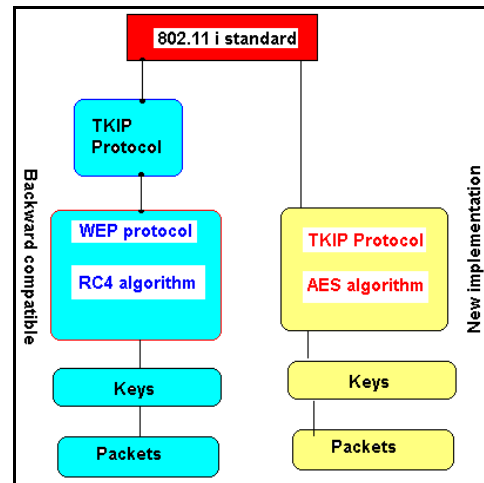 802.11 i standard
TKIP
Protocol
Backward compatible
WEP protocol
RC4 algorithm
Keys
Packets
TKIP Protocol
AES algorithm
New implementation
Keys
Packets